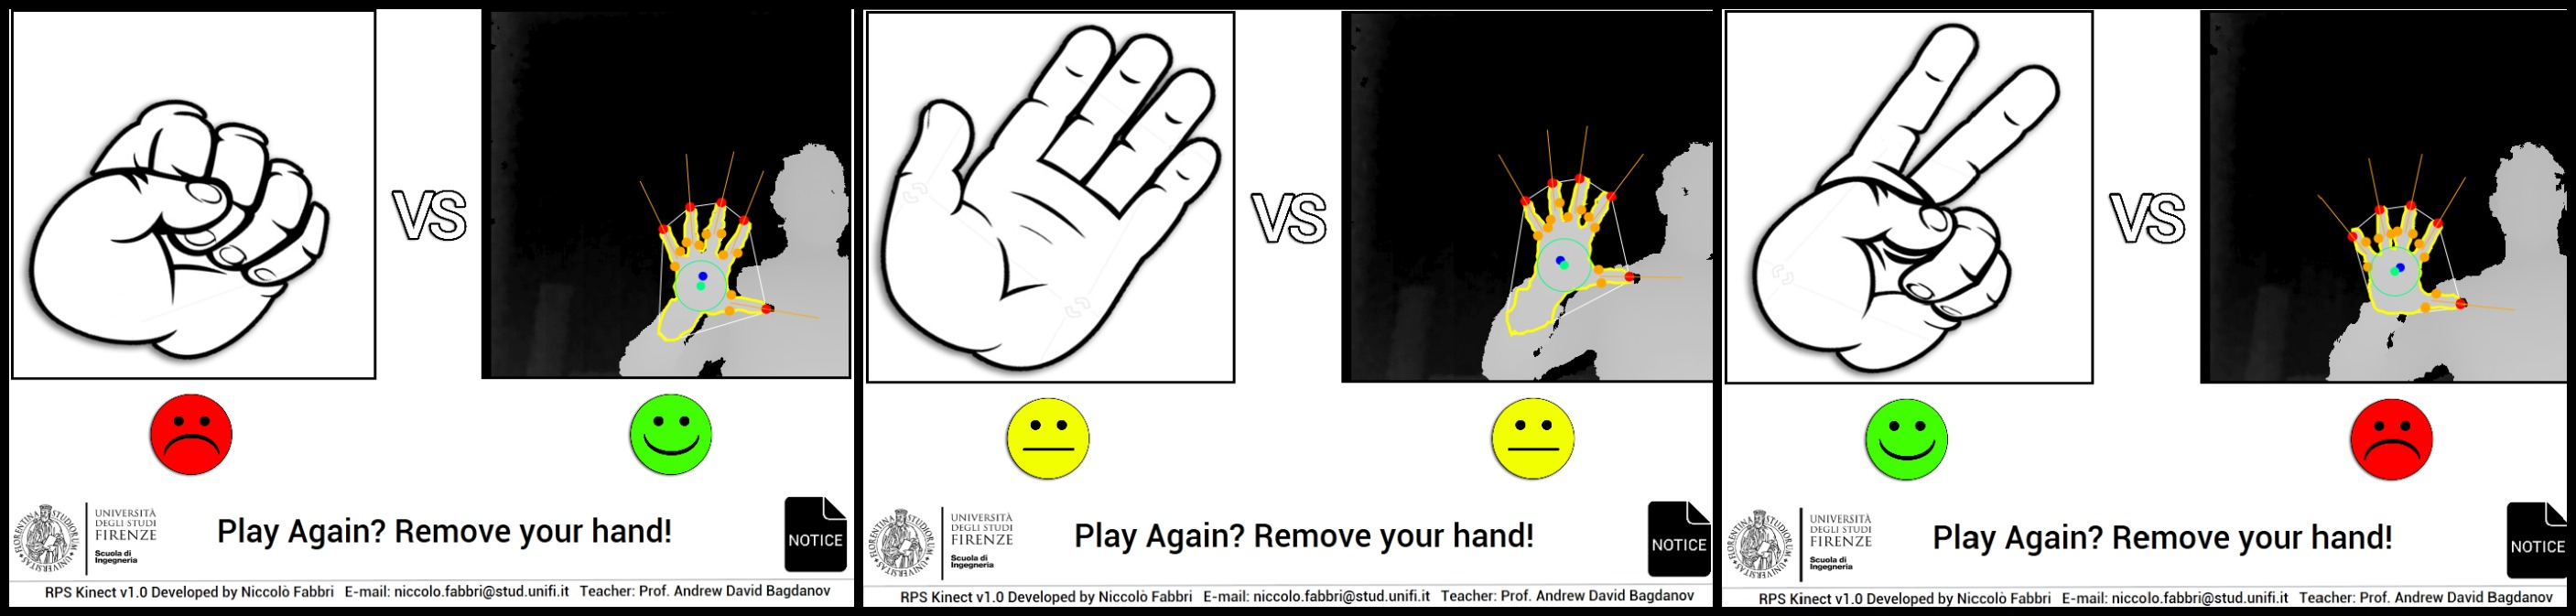 VS
UNIVERSITÀ
DEGLI STUDI
FIRENZE
Scuola di
Ingegneria
Play Again? Remove your hand!
NOTICE
RPS Kinect v1.0 Developed by Niccolò Fabbri E-mail: niccolo.fabbri@stud.unifi.it Teacher: Prof. Andrew David Bagdanov
VS
UNIVERSITÀ
DEGLI STUDI
FIRENZE
Scuola di
Ingegneria
Play Again? Remove your hand!
NOTICE
RPS Kinect v1.0 Developed by Niccolò Fabbri E-mail: niccolo.fabbri@stud.unifi.it Teacher: Prof. Andrew David Bagdanov
VS
UNIVERSITÀ
DEGLI STUDI
FIRENZE
Scuola di
Ingegneria
Play Again? Remove your hand!
NOTICE
RPS Kinect v1.0 Developed by Niccolò Fabbri E-mail: niccolo.fabbri@stud.unifi.it Teacher: Prof. Andrew David Bagdanov